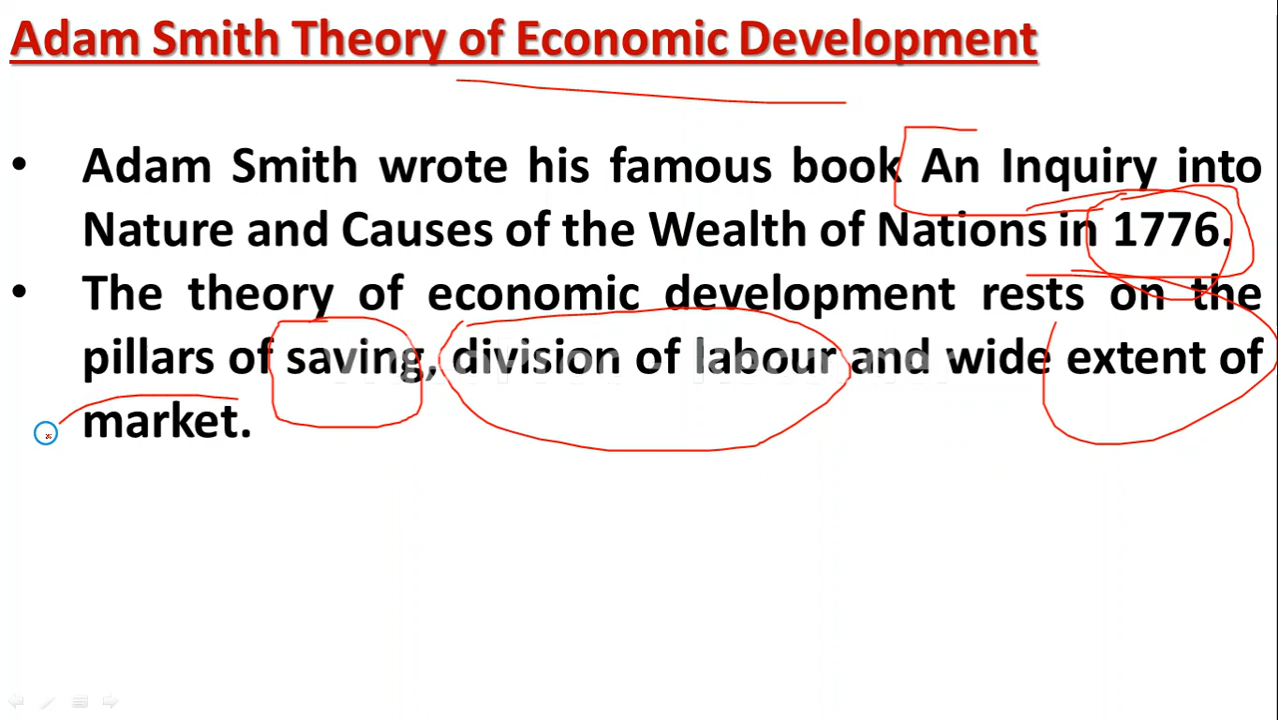 Adam Smith Theory of Economic Development
• Adam Smith wrote his famous book An Inquiry into
Nature and Causes of the Wealth of Nations in 1776.
• The theory of economic development rests on the
pillars of saving, division of labour and wide extent of
market.